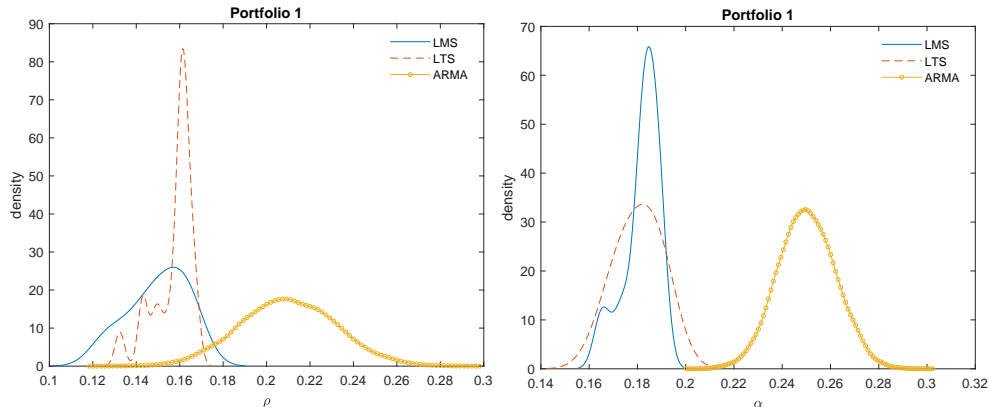 Portfolio 1
90
80
70
60
50
40
30
20
10
0
density
LMS
LTS
ARMA
0.1 0.12 0.14 0.16 0.18 0.2 0.22 0.24 0.26 0.28 0.3
ρ
Portfolio 1
70
60
50
40
30
20
10
0
density
LMS
LTS
ARMA
0.14 0.16 0.18 0.2 0.22 0.24 0.26 0.28 0.3 0.32
α